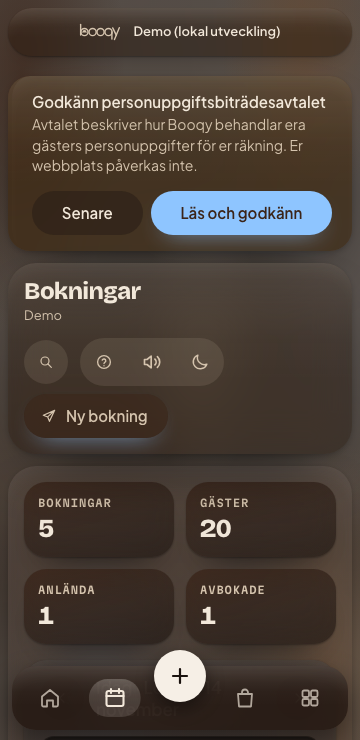 booqy Demo (lokal utveckling)
Godkänn personuppgiftsbiträdesavtalet
Avtalet beskriver hur Booqy behandlar era
gästers personuppgifter för er räkning. Er
webbplats påverkas inte.
Senare Läs och godkänn
Bokningar
Demo
Ny bokning
BOKNINGAR GÄSTER
5 20
ANLÄNDA AVBOKADE
1 1